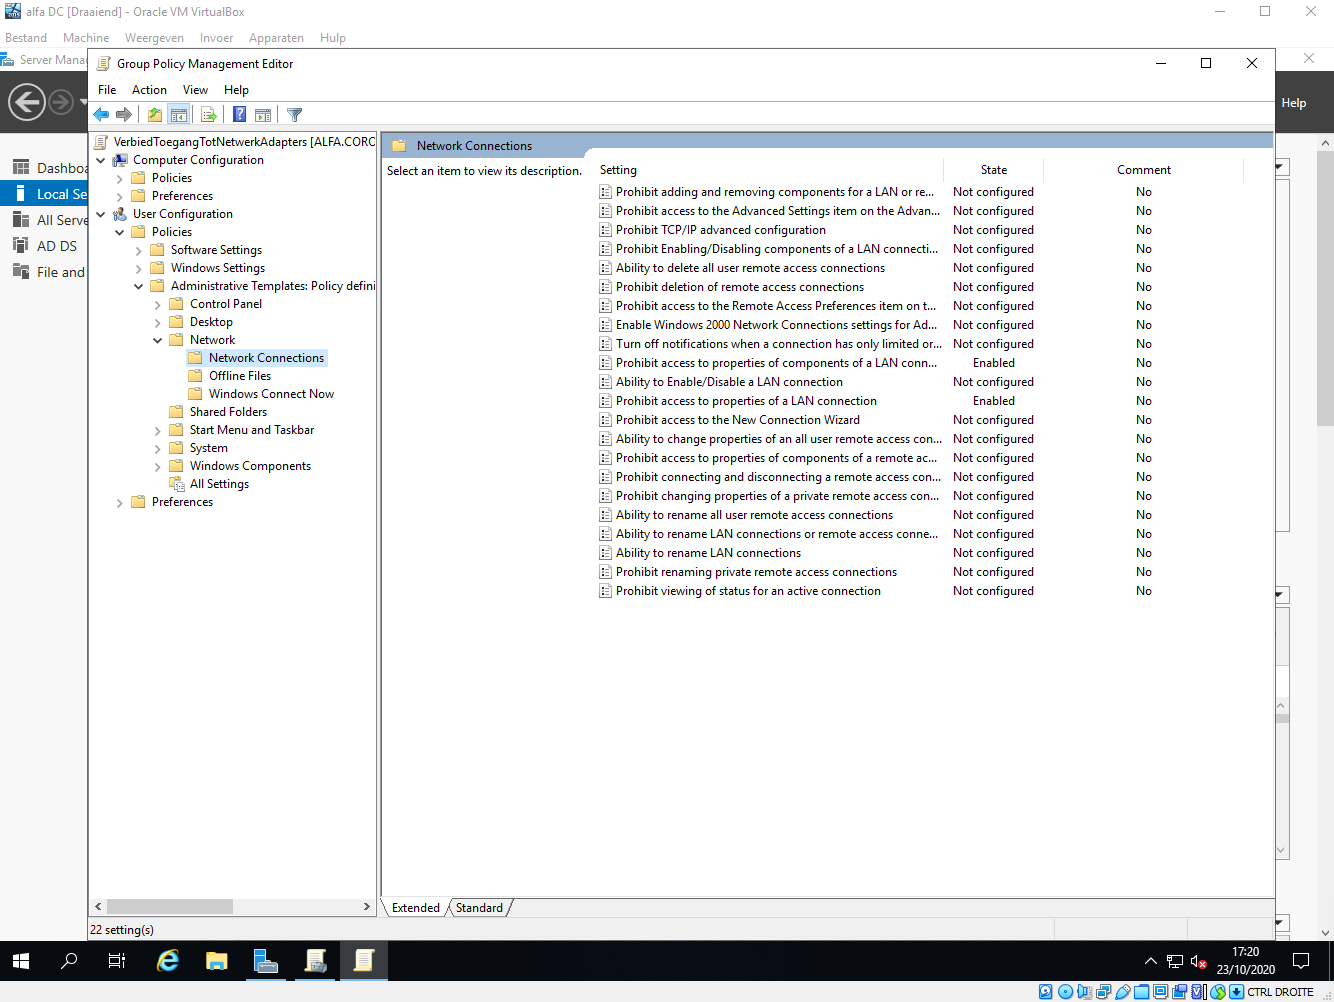 alfa DC [Draaiend] - Oracle VM VirtualBox
Bestand Machine Weergeven Invoer Apparaten Hulp
Server Mana
Group Policy Management Editor
File Action View Help
Help
Dashboa
Local Se
All Serve
AD DS
File and
VerbiedToegangTotNetwerkAdapters [ALFA.CORO
Computer Configuration
Policies
Preferences
User Configuration
Policies
Software Settings
Windows Settings
Administrative Templates: Policy defini
Control Panel
Desktop
Network
Network Connections
Offline Files
Windows Connect Now
Shared Folders
Start Menu and Taskbar
System
Windows Components
All Settings
Preferences
Network Connections
Select an item to view its description.
Setting State Comment
Prohibit adding and removing components for a LAN or re... Not configured No
Prohibit access to the Advanced Settings item on the Advan... Not configured No
Prohibit TCP/IP advanced configuration Not configured No
Prohibit Enabling/Disabling components of a LAN connecti... Not configured No
Ability to delete all user remote access connections Not configured No
Prohibit deletion of remote access connections Not configured No
Prohibit access to the Remote Access Preferences item on t... Not configured No
Enable Windows 2000 Network Connections settings for Ad... Not configured No
Turn off notifications when a connection has only limited or... Not configured No
Prohibit access to properties of components of a LAN conn... Enabled No
Ability to Enable/Disable a LAN connection Not configured No
Prohibit access to properties of a LAN connection Enabled No
Prohibit access to the New Connection Wizard Not configured No
Ability to change properties of an all user remote access con... Not configured No
Prohibit access to properties of components of a remote ac... Not configured No
Prohibit connecting and disconnecting a remote access con... Not configured No
Prohibit changing properties of a private remote access con... Not configured No
Ability to rename all user remote access connections Not configured No
Ability to rename LAN connections or remote access conne... Not configured No
Ability to rename LAN connections Not configured No
Prohibit renaming private remote access connections Not configured No
Prohibit viewing of status for an active connection Not configured No
Extended Standard
22 setting(s)
17:20
23/10/2020
CTRL DROITE